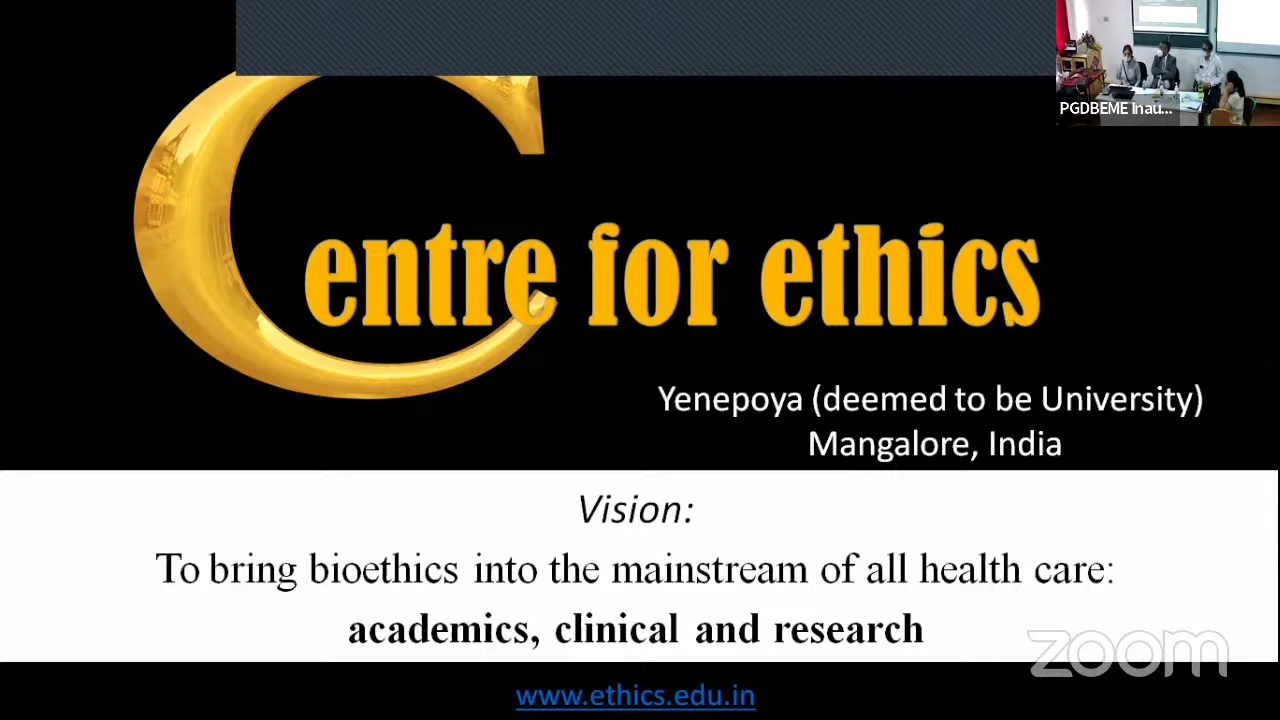 Centre for ethics
PGDBEME Inau...
Yenepoya (deemed to be University)
Mangalore, India
Vision:
To bring bioethics into the mainstream of all health care:
academics, clinical and research
zoom
www.ethics.edu.in